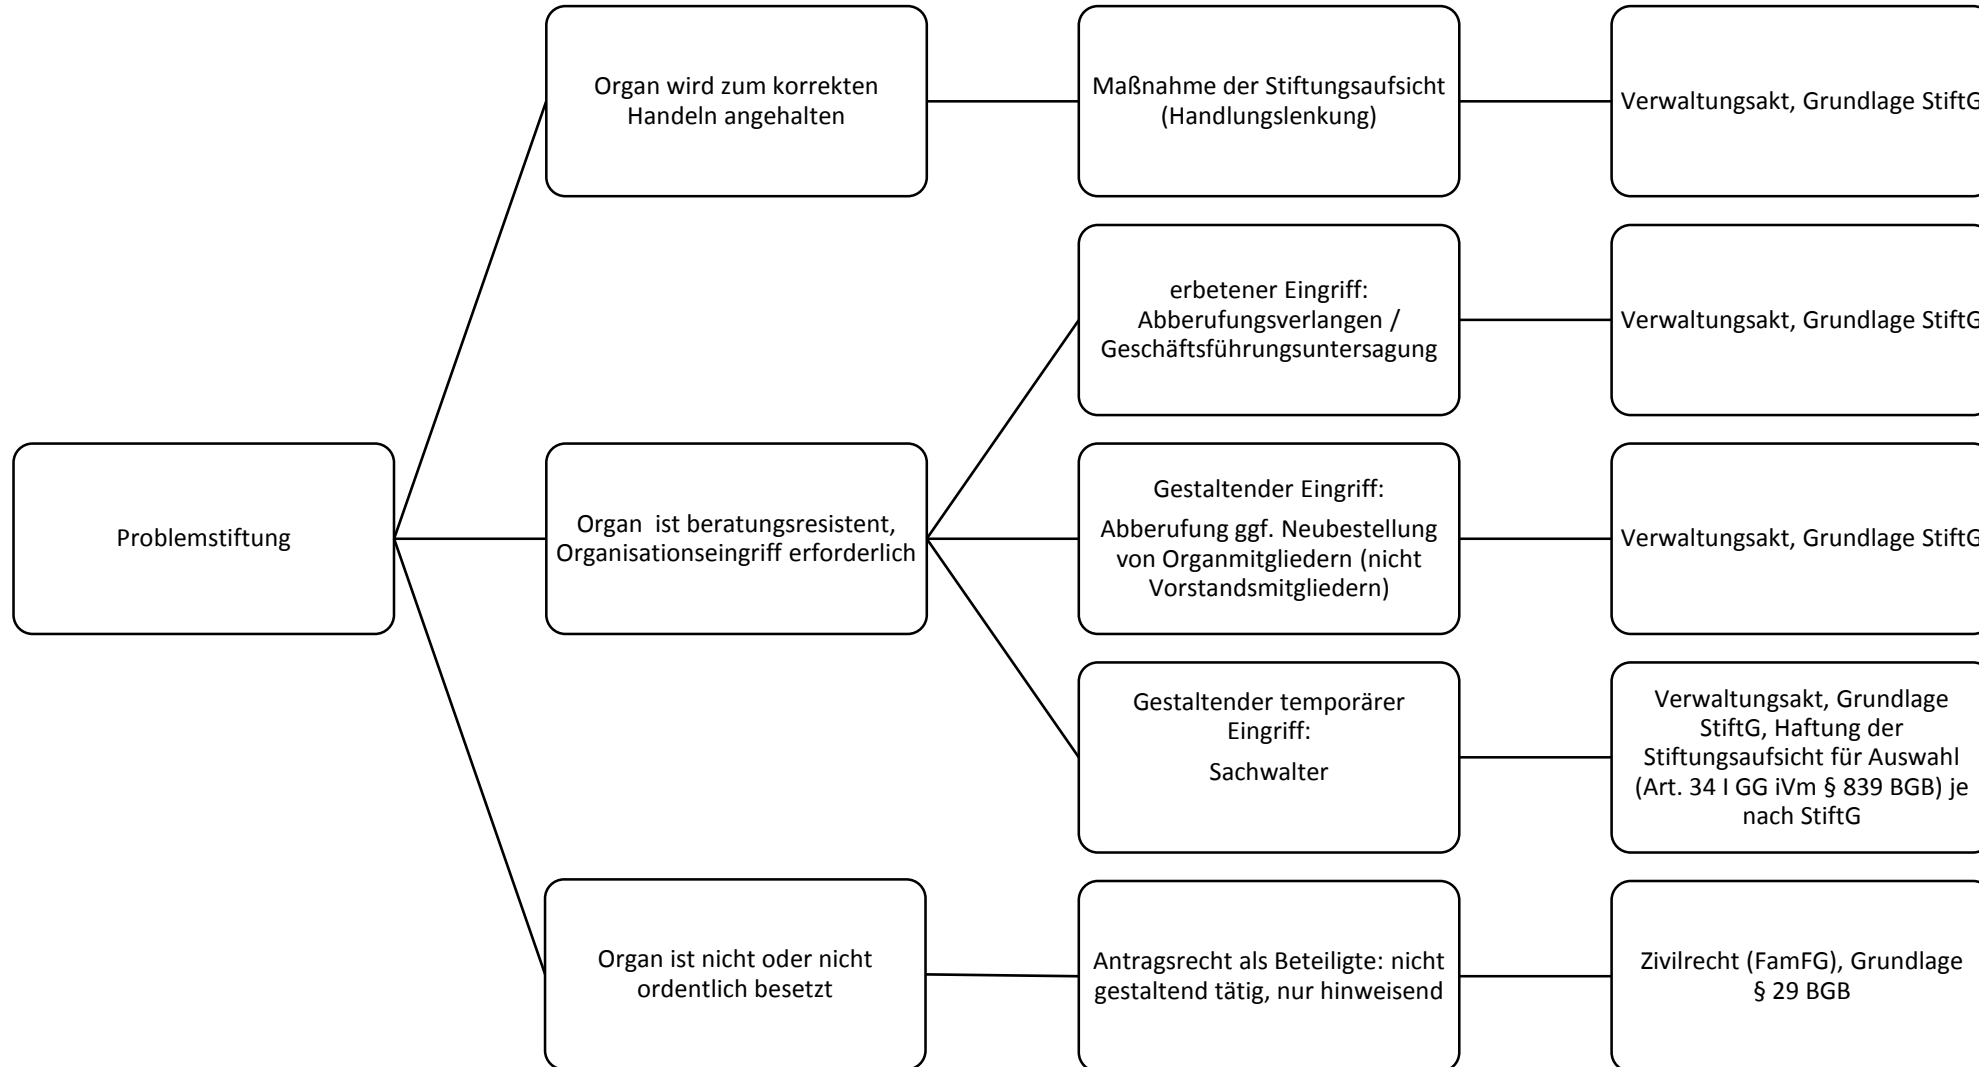 Organ wird zum korrekten
Handeln angehalten
Maßnahme der Stiftungsaufsicht
(Handlungslenkung)
Verwaltungsakt, Grundlage StiftG
erbetener Eingriff:
Abberufungsverlangen /
Geschäftsführungsuntersagung
Verwaltungsakt, Grundlage StiftG
Problemstiftung
Organ  ist beratungsresistent,
Organisationseingriff erforderlich
Gestaltender Eingriff:
Abberufung ggf. Neubestellung
von Organmitgliedern (nicht
Vorstandsmitgliedern)
Verwaltungsakt, Grundlage StiftG
Gestaltender temporärer
Eingriff:
Sachwalter
Verwaltungsakt, Grundlage
StiftG, Haftung der
Stiftungsaufsicht für Auswahl
(Art. 34 I GG iVm § 839 BGB) je
nach StiftG
Organ ist nicht oder nicht
ordentlich besetzt
Antragsrecht als Beteiligte: nicht
gestaltend tätig, nur hinweisend
Zivilrecht (FamFG), Grundlage
§ 29 BGB